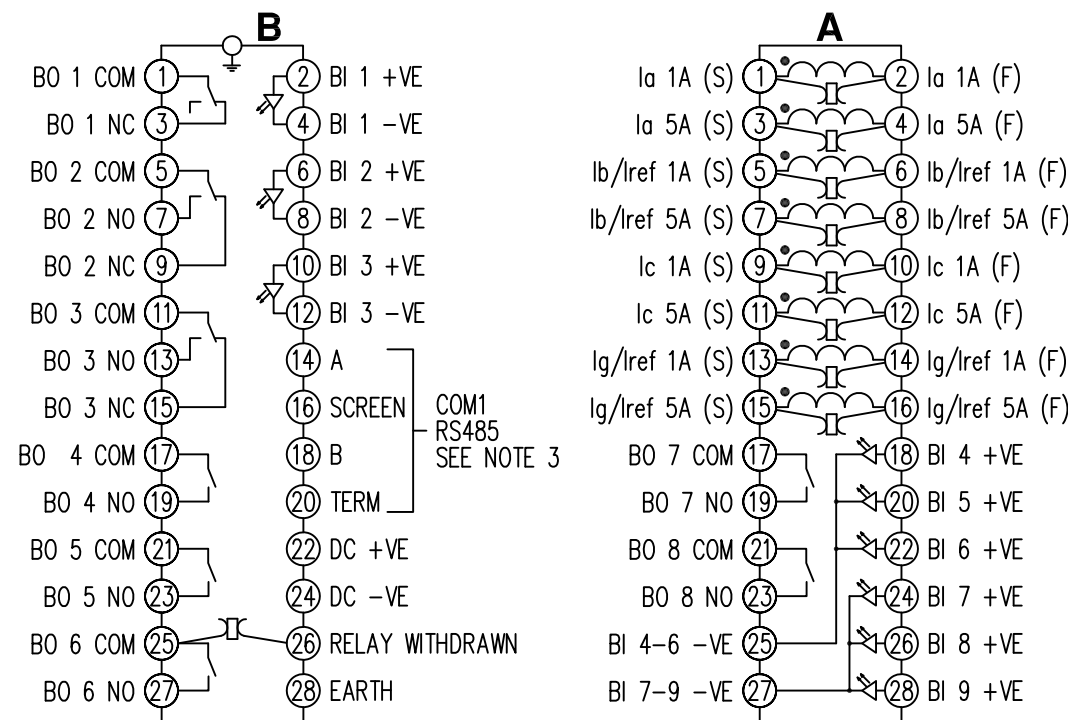 B
BO 1 COM 1 2 BI 1 +VE
BO 1 NC 3 4 BI 1 -VE
BO 2 COM 5 6 BI 2 +VE
BO 2 NO 7 8 BI 2 -VE
BO 2 NC 9 10 BI 3 +VE
BO 3 COM 11 12 BI 3 -VE
BO 3 NO 13 14 A
BO 3 NC 15 16 SCREEN
BO 4 COM 17 18 B
BO 4 NO 19 20 TERM
COM1
RS485
SEE NOTE 3
BO 5 COM 21 22 DC +VE
BO 5 NO 23 24 DC -VE
BO 6 COM 25 26 RELAY WITHDRAWN
BO 6 NO 27 28 EARTH
A
Ia 1A (S) 1 2 Ia 1A (F)
Ia 5A (S) 3 4 Ia 5A (F)
Ib/Iref 1A (S) 5 6 Ib/Iref 1A (F)
Ib/Iref 5A (S) 7 8 Ib/Iref 5A (F)
Ic 1A (S) 9 10 Ic 1A (F)
Ic 5A (S) 11 12 Ic 5A (F)
Ig/Iref 1A (S) 13 14 Ig/Iref 1A (F)
Ig/Iref 5A (S) 15 16 Ig/Iref 5A (F)
BO 7 COM 17 18 BI 4 +VE
BO 7 NO 19 20 BI 5 +VE
BO 8 COM 21 22 BI 6 +VE
BO 8 NO 23 24 BI 7 +VE
BI 4-6 -VE 25 26 BI 8 +VE
BI 7-9 -VE 27 28 BI 9 +VE